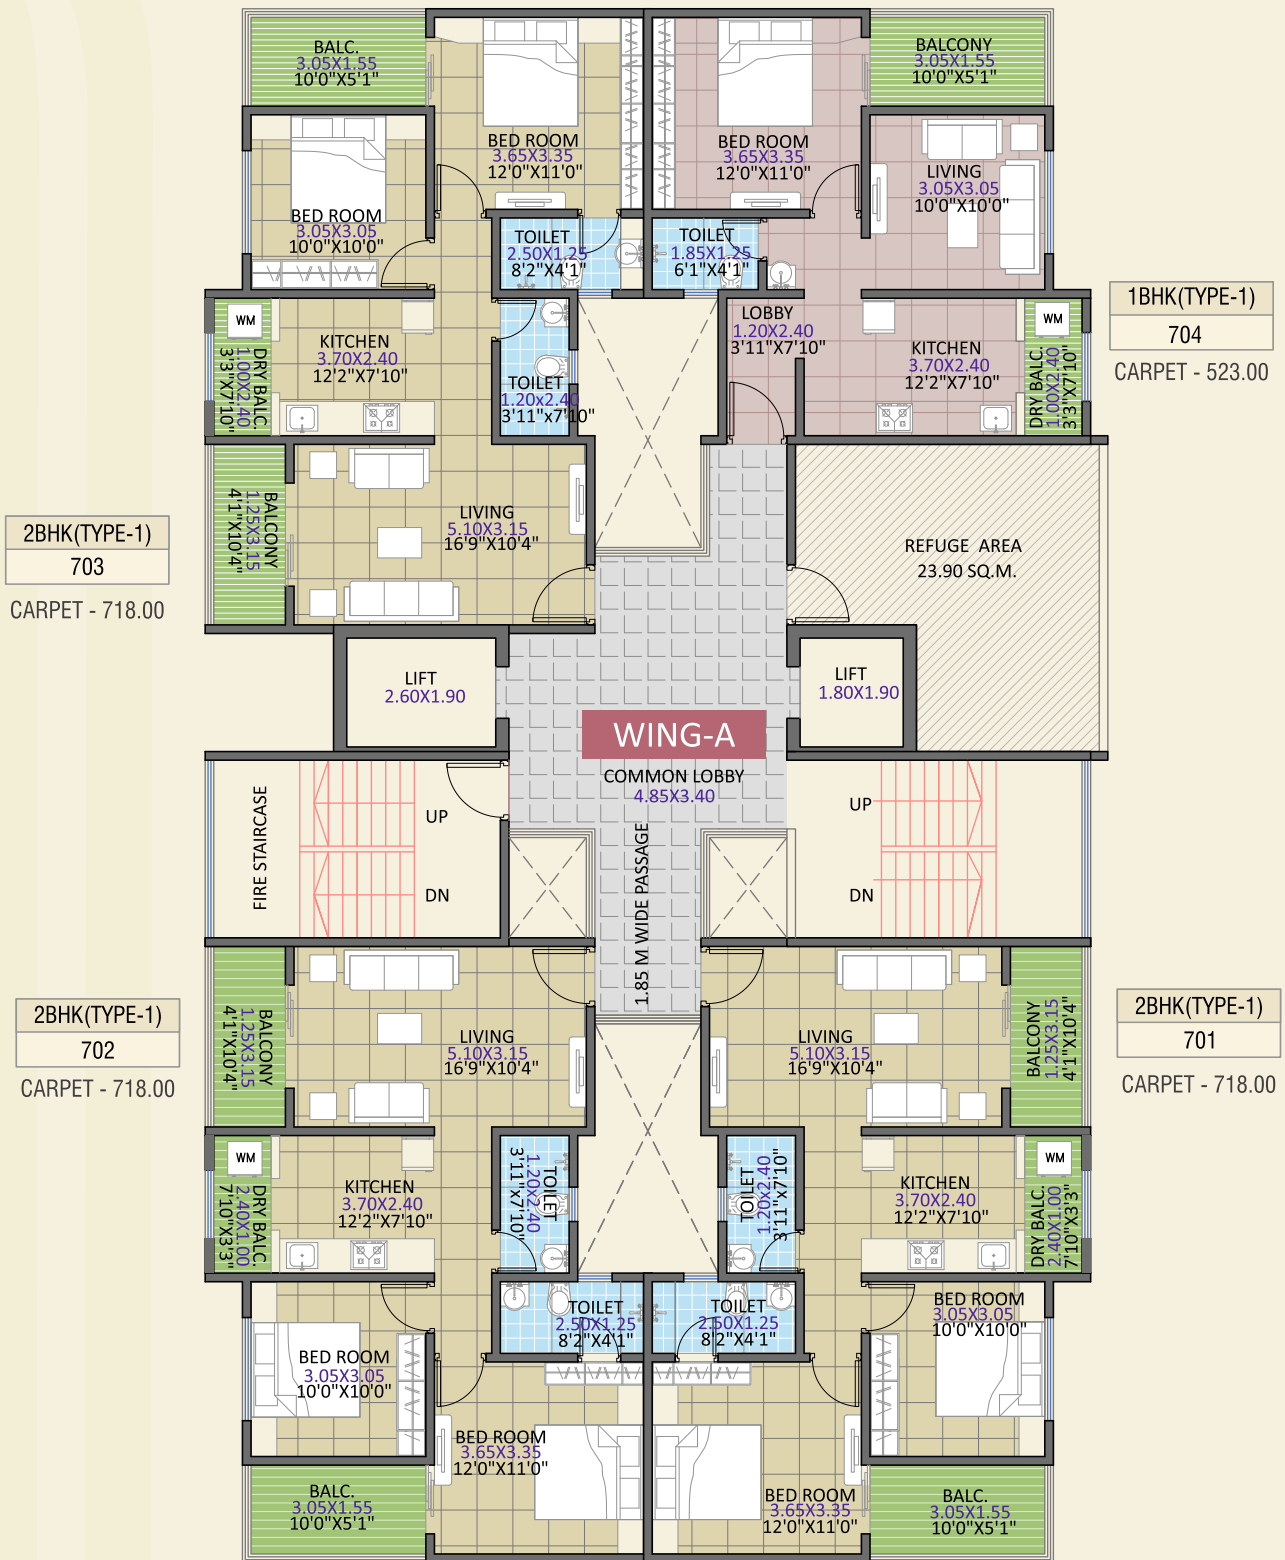 BALC.
3.05X1.55
10'0"X5'1"
BED ROOM
3.65X3.35
12'0"X11'0"
BED ROOM
3.65X3.35
12'0"X11'0"
BALCONY
3.05X1.55
10'0"X5'1"
BED ROOM
3.05X3.05
10'0"X10'0"
TOILET
2.50X1.25
8'2"X4'1"
TOILET
1.85X1.25
6'1"X4'1"
LIVING
3.05X3.05
10'0"X10'0"
WM
DRY BALC.
1.00X2.40
3'3"X7'10"
KITCHEN
3.70X2.40
12'2"X7'10"
TOILET
1.20x2.40
3'11"x7'10"
LOBBY
1.20X2.40
3'11"X7'10"
KITCHEN
3.70X2.40
12'2"X7'10"
WM
DRY BALC.
1.00X2.40
3'3"X7'10"
1BHK(TYPE-1)
704
CARPET - 523.00
2BHK(TYPE-1)
703
CARPET - 718.00
BALCONY
1.25X3.15
4'1"X10'4"
LIVING
5.10X3.15
16'9"X10'4"
REFUGE AREA
23.90 SQ.M.
LIFT
2.60X1.90
LIFT
1.80X1.90
WING-A
COMMON LOBBY
4.85X3.40
FIRE STAIRCASE
UP
DN
1.85 M WIDE PASSAGE
UP
DN
2BHK(TYPE-1)
702
CARPET - 718.00
BALCONY
1.25X3.15
4'1"X10'4"
LIVING
5.10X3.15
16'9"X10'4"
LIVING
5.10X3.15
16'9"X10'4"
BALCONY
1.25X3.15
4'1"X10'4"
2BHK(TYPE-1)
701
CARPET - 718.00
WM
DRY BALC.
2.40X1.00
7'10"X3'3"
KITCHEN
3.70X2.40
12'2"X7'10"
TOILET
1.20x2.40
3'11"x7'10"
TOILET
1.20x2.40
3'11"x7'10"
KITCHEN
3.70X2.40
12'2"X7'10"
WM
DRY BALC.
2.40X1.00
7'10"X3'3"
TOILET
2.50X1.25
8'2"X4'1"
TOILET
2.50X1.25
8'2"X4'1"
BED ROOM
3.05X3.05
10'0"X10'0"
BED ROOM
3.05X3.05
10'0"X10'0"
BED ROOM
3.65X3.35
12'0"X11'0"
BED ROOM
3.65X3.35
12'0"X11'0"
BALC.
3.05X1.55
10'0"X5'1"
BALC.
3.05X1.55
10'0"X5'1"